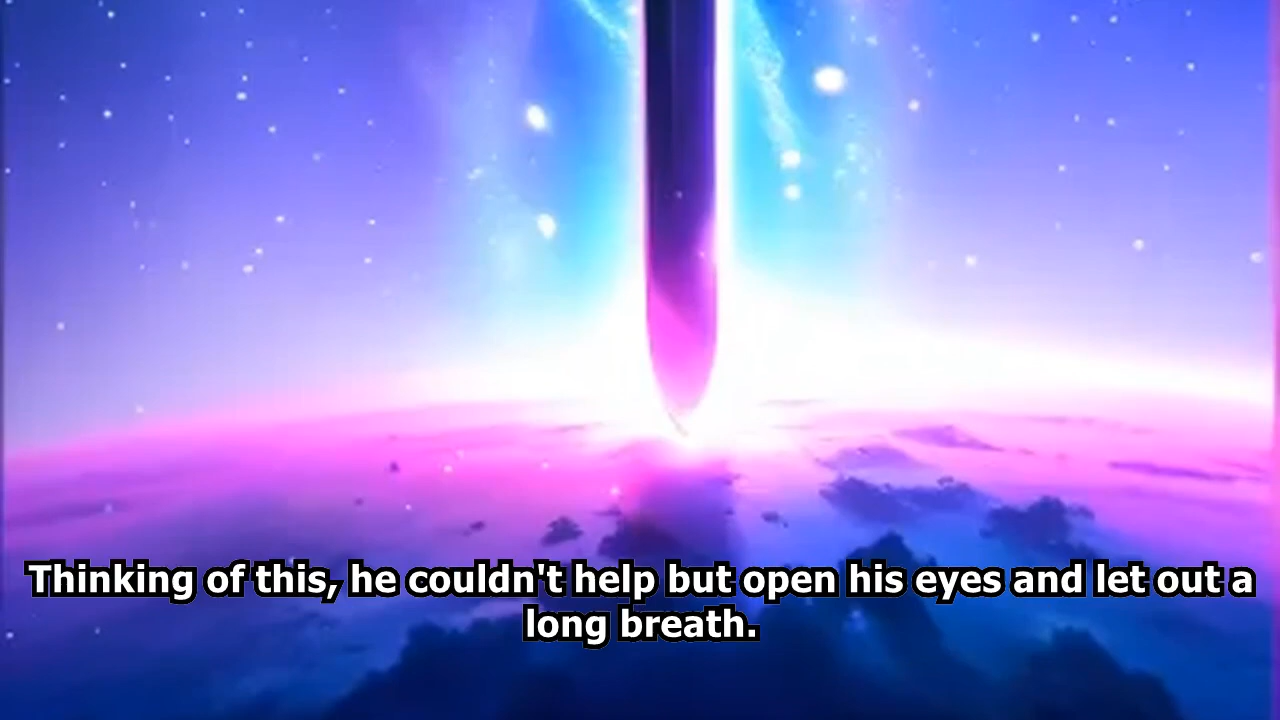 Thinking of this, he couldn't help but open his eyes and let out a
long breath.